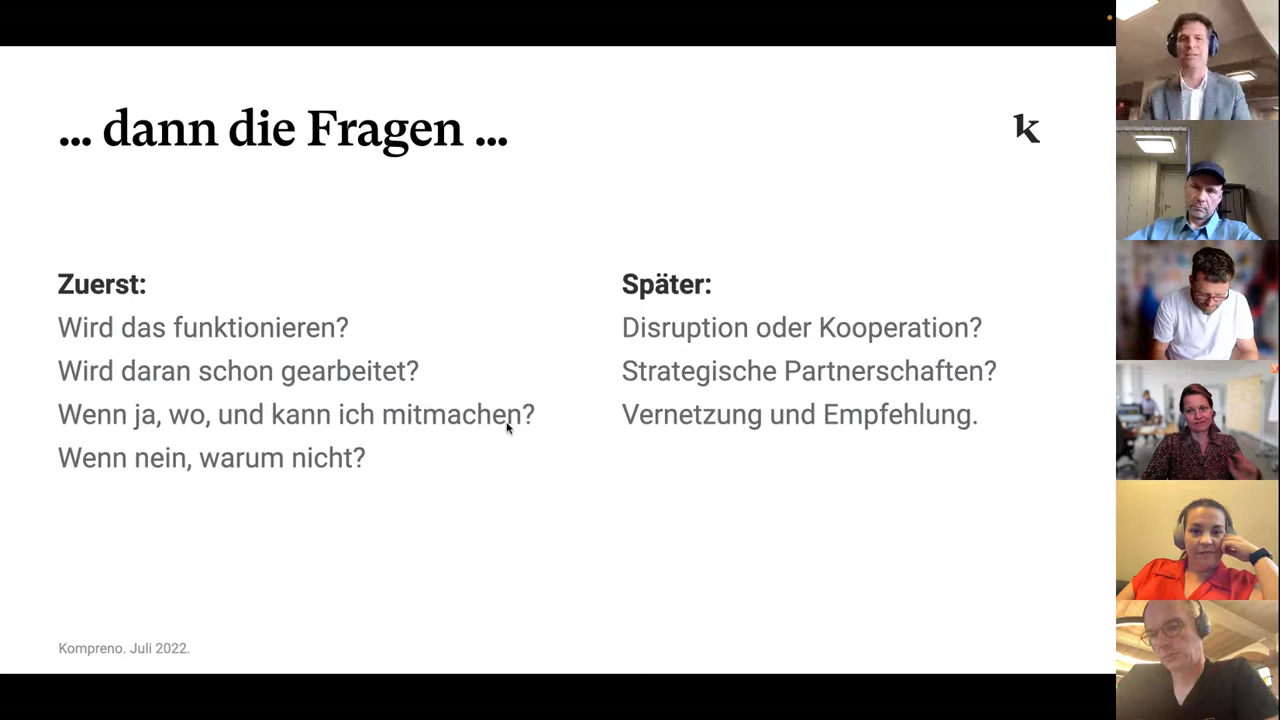 ... dann die Fragen ...
k
Zuerst:
Wird das funktionieren?
Wird daran schon gearbeitet?
Wenn ja, wo, und kann ich mitmachen?
Wenn nein, warum nicht?
Später:
Disruption oder Kooperation?
Strategische Partnerschaften?
Vernetzung und Empfehlung.
Kompreno. Juli 2022.